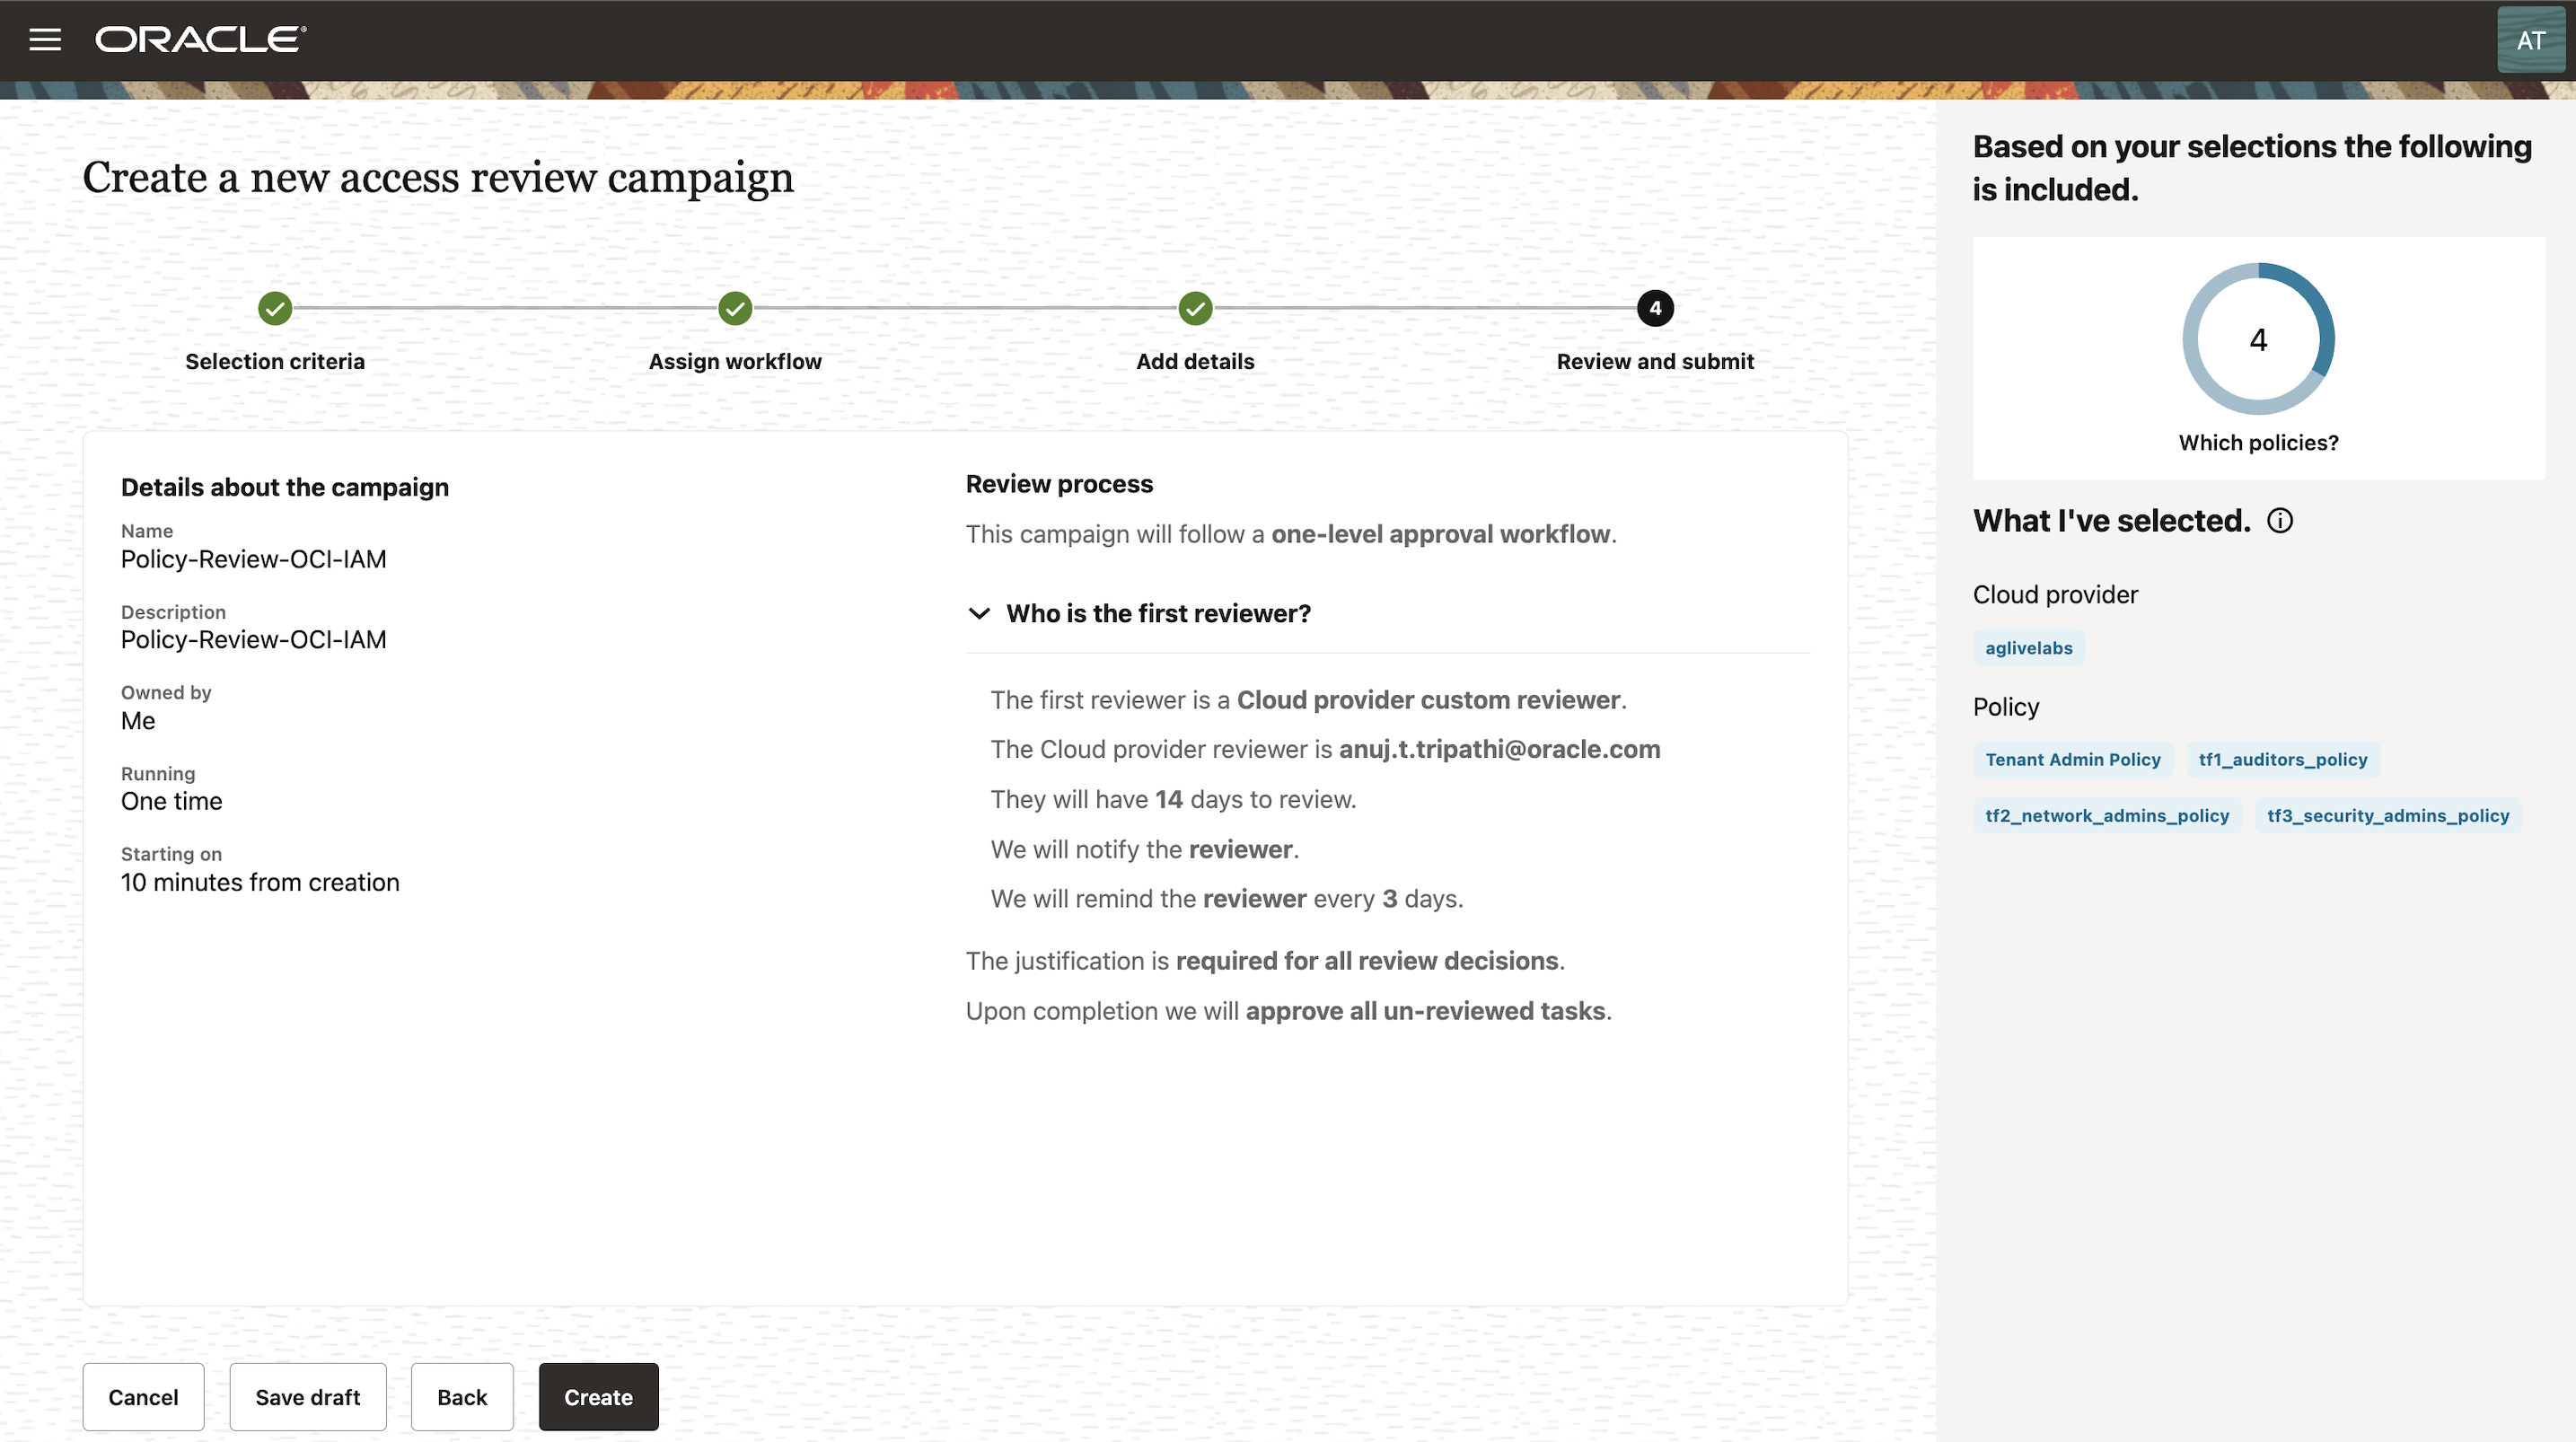 ORACLE
AT
Create a new access review campaign
Selection criteria
Assign workflow
Add details
4
Review and submit
Details about the campaign
Name
Policy-Review-OCI-IAM
Description
Policy-Review-OCI-IAM
Owned by
Me
Running
One time
Starting on
10 minutes from creation
Review process
This campaign will follow a one-level approval workflow.
Who is the first reviewer?
The first reviewer is a Cloud provider custom reviewer.
The Cloud provider reviewer is anuj.t.tripathi@oracle.com
They will have 14 days to review.
We will notify the reviewer.
We will remind the reviewer every 3 days.
The justification is required for all review decisions.
Upon completion we will approve all un-reviewed tasks.
Cancel
Save draft
Back
Create
Based on your selections the following
is included.
4
Which policies?
What I've selected.
Cloud provider
aglivelabs
Policy
Tenant Admin Policy
tf1_auditors_policy
tf2_network_admins_policy
tf3_security_admins_policy